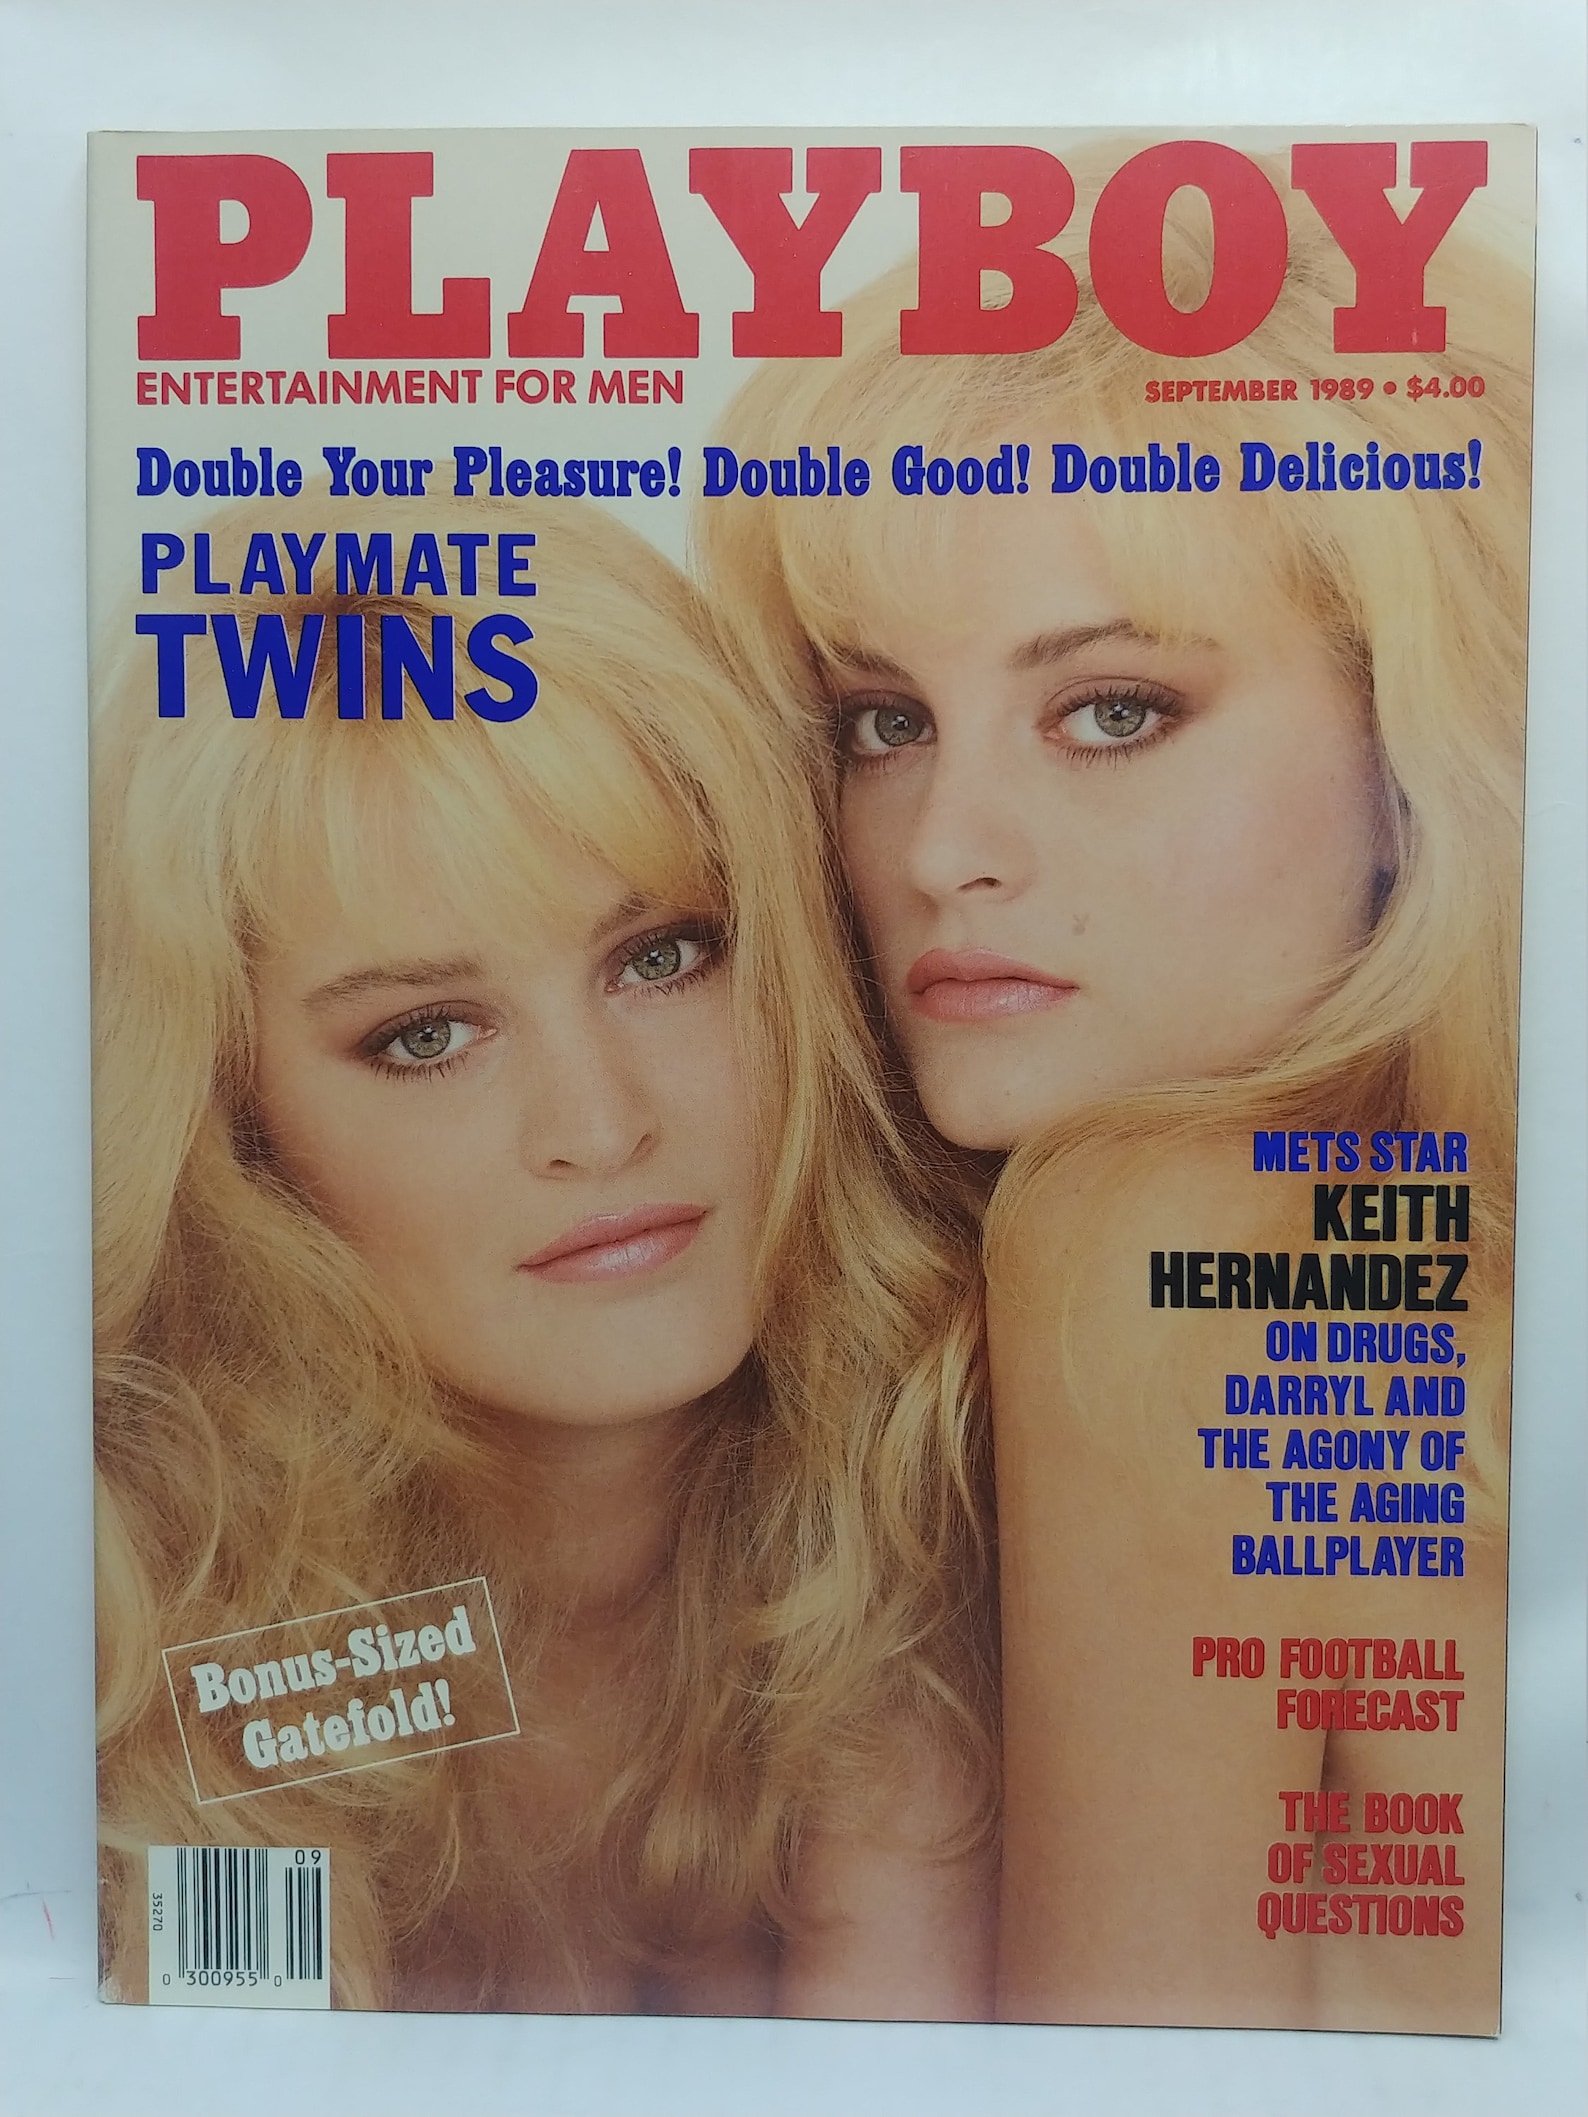 PLAYBOY
ENTERTAINMENT FOR MEN
SEPTEMBER 1989 • $4.00
Double Your Pleasure! Double Good! Double Delicious!
PLAYMATE
TWINS
METS STAR
KEITH
HERNANDEZ
ON DRUGS,
DARRYL AND
THE AGONY OF
THE AGING
BALLPLAYER
Bonus-Sized
Gatefold!
PRO FOOTBALL
FORECAST
THE BOOK
OF SEXUAL
QUESTIONS
09
35270
0 300955 0